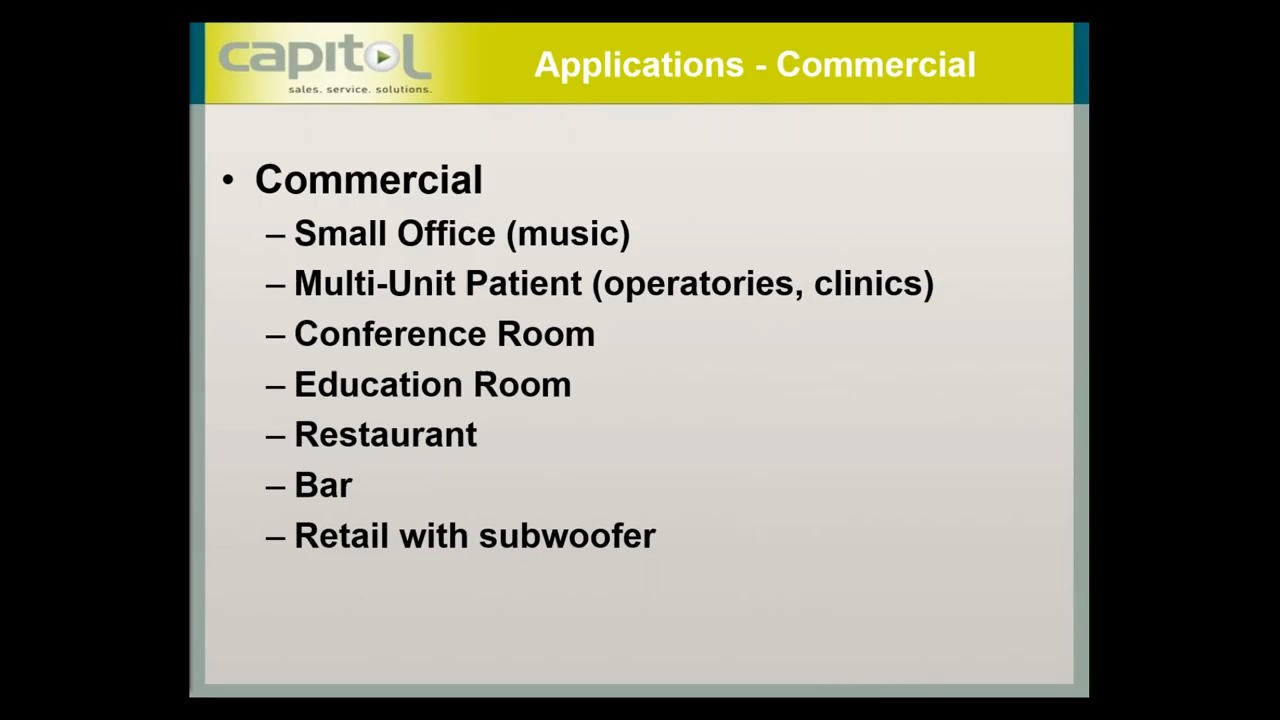 capitol
sales. service. solutions.
Applications - Commercial
• Commercial
– Small Office (music)
– Multi-Unit Patient (operatories, clinics)
– Conference Room
– Education Room
– Restaurant
– Bar
– Retail with subwoofer